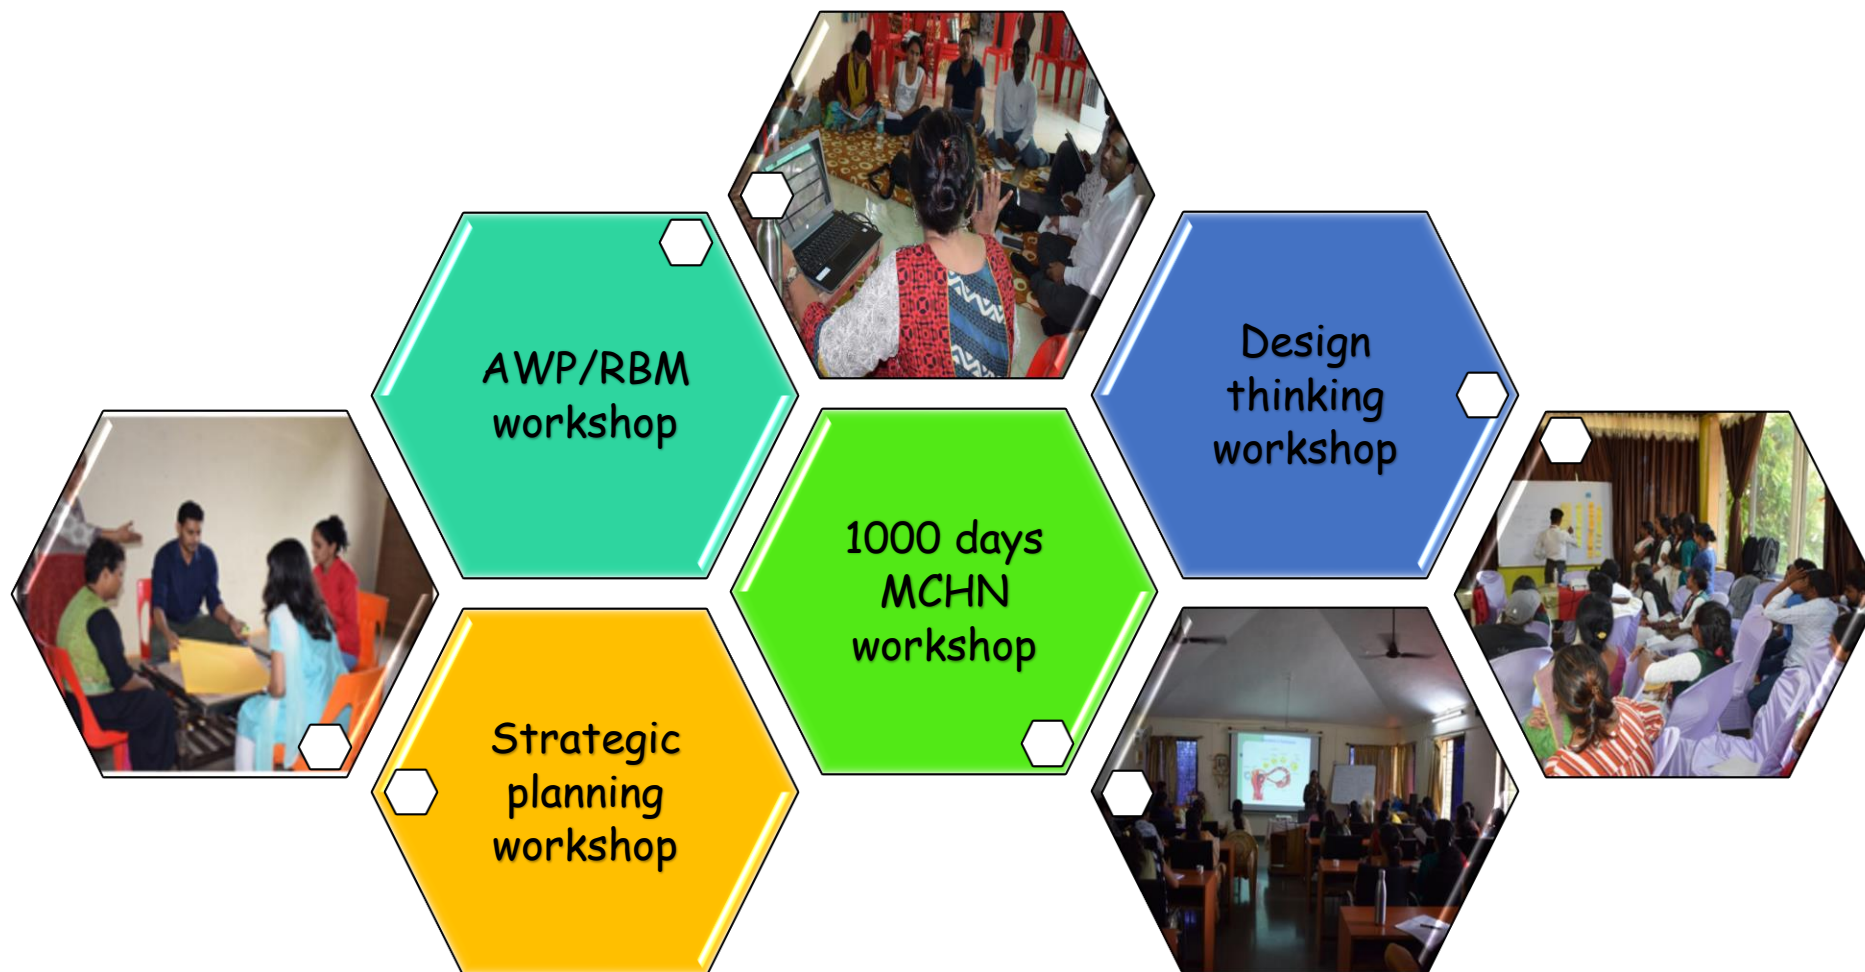 AWP/RBM
workshop
Design
thinking
workshop
1000 days
MCHN
workshop
Strategic
planning
workshop